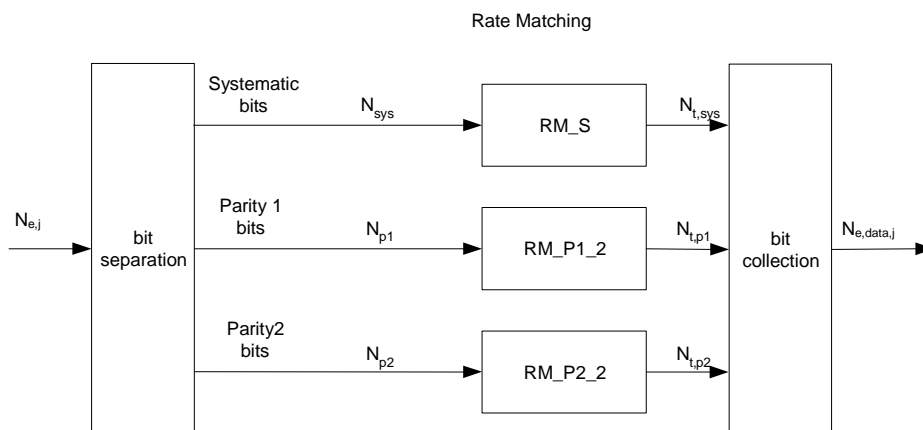 Rate Matching
Systematic
bits
N_sys
RM_S
N_t,sys
N_e,j
bit
separation
Parity 1
bits
N_p1
RM_P1_2
N_t,p1
bit
collection
N_e,data,j
Parity2
bits
N_p2
RM_P2_2
N_t,p2